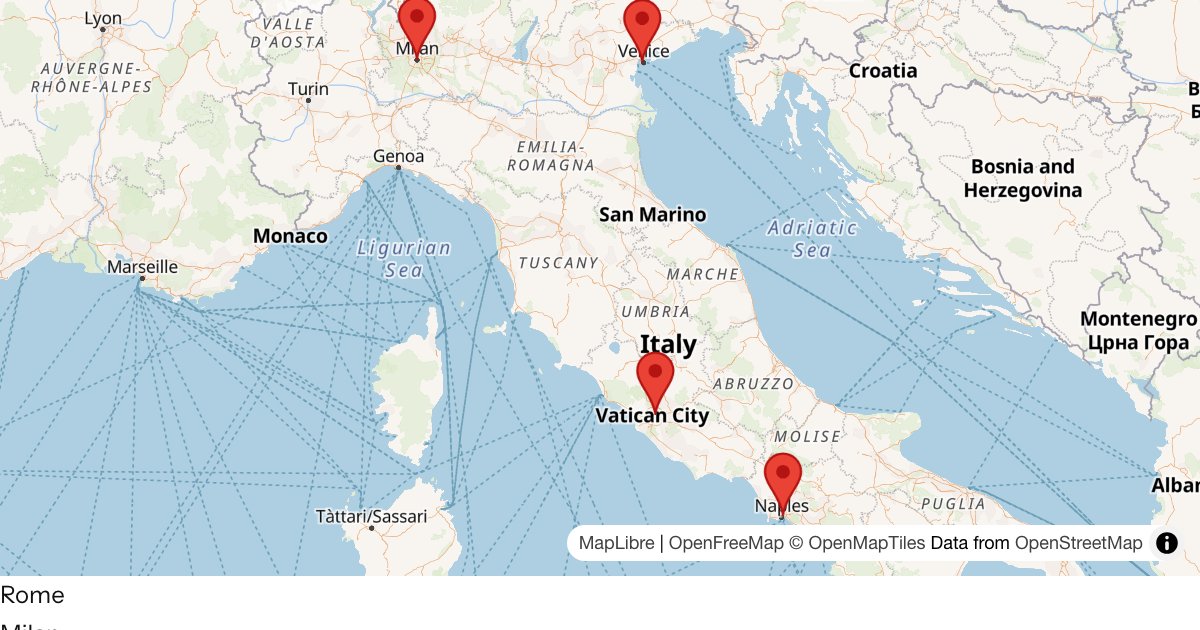 Lyon
VALLE
D'AOSTA
Milan
Venice
AUVERGNE-
RHÔNE-ALPES
Turin
Croatia
Genoa
EMILIA-
ROMAGNA
Bosnia and
Herzegovina
San Marino
Monaco
Ligurian
Sea
Adriatic
Sea
Marseille
TUSCANY
MARCHE
UMBRIA
Montenegro
Црна Гора
Italy
ABRUZZO
Vatican City
MOLISE
Naples
PUGLIA
Alban
Tàttari/Sassari
MapLibre | OpenFreeMap © OpenMapTiles Data from OpenStreetMap
Rome
Milan